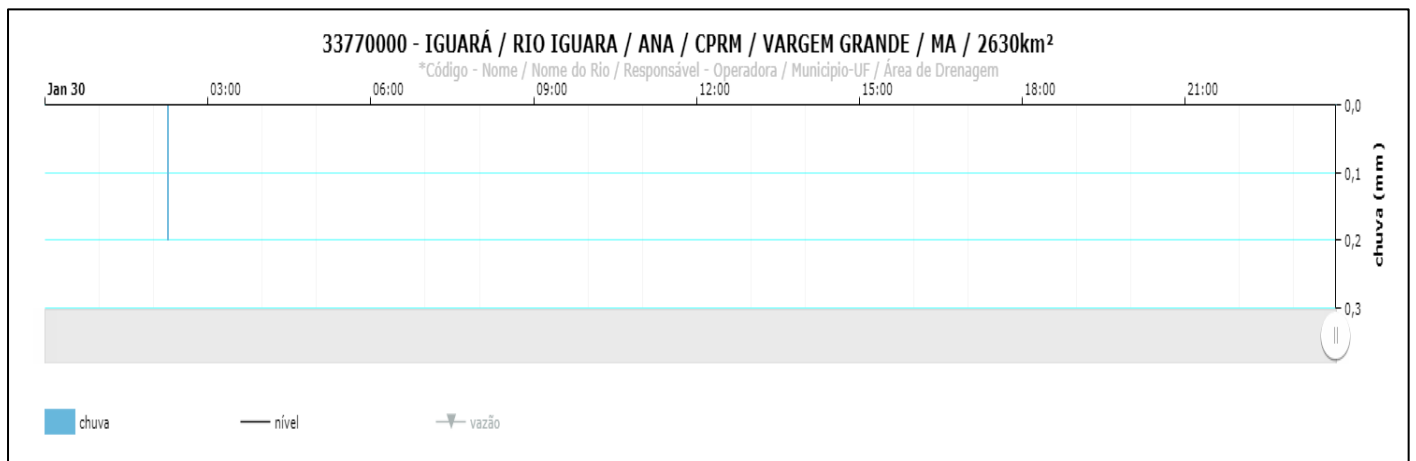 33770000 - IGUARÁ / RIO IGUARA / ANA / CPRM / VARGEM GRANDE / MA / 2630km²
*Código - Nome / Nome do Rio / Responsável - Operadora / Municipio-UF / Área de Drenagem
Jan 30 03:00 06:00 09:00 12:00 15:00 18:00 21:00
0,0
0,1
0,2
0,3
chuva (mm)
chuva nível vazão